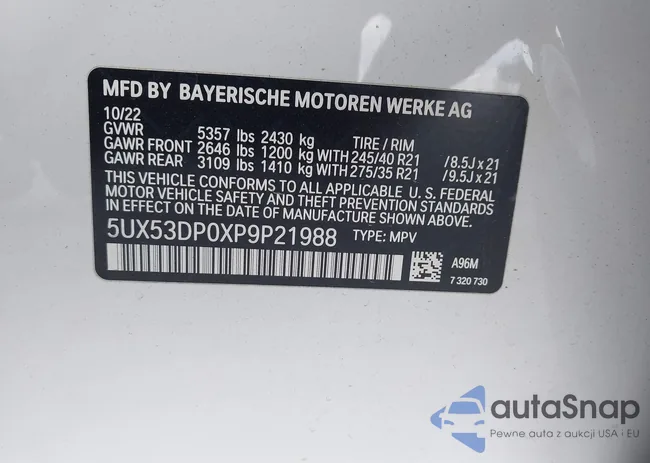 MFD BY BAYERISCHE MOTOREN WERKE AG
10/22
GVWR 5357 lbs 2430 kg TIRE / RIM
GAWR FRONT 2646 lbs 1200 kg WITH 245/40 R21 /8.5J x 21
GAWR REAR 3109 lbs 1410 kg WITH 275/35 R21 /9.5J x 21
THIS VEHICLE CONFORMS TO ALL APPLICABLE U. S. FEDERAL
MOTOR VEHICLE SAFETY AND THEFT PREVENTION STANDARDS
IN EFFECT ON THE DATE OF MANUFACTURE SHOWN ABOVE.
5UX53DP0XP9P21988 TYPE: MPV
A96M
7 320 730
autaSnap
Pewne auta z aukcji USA i EU